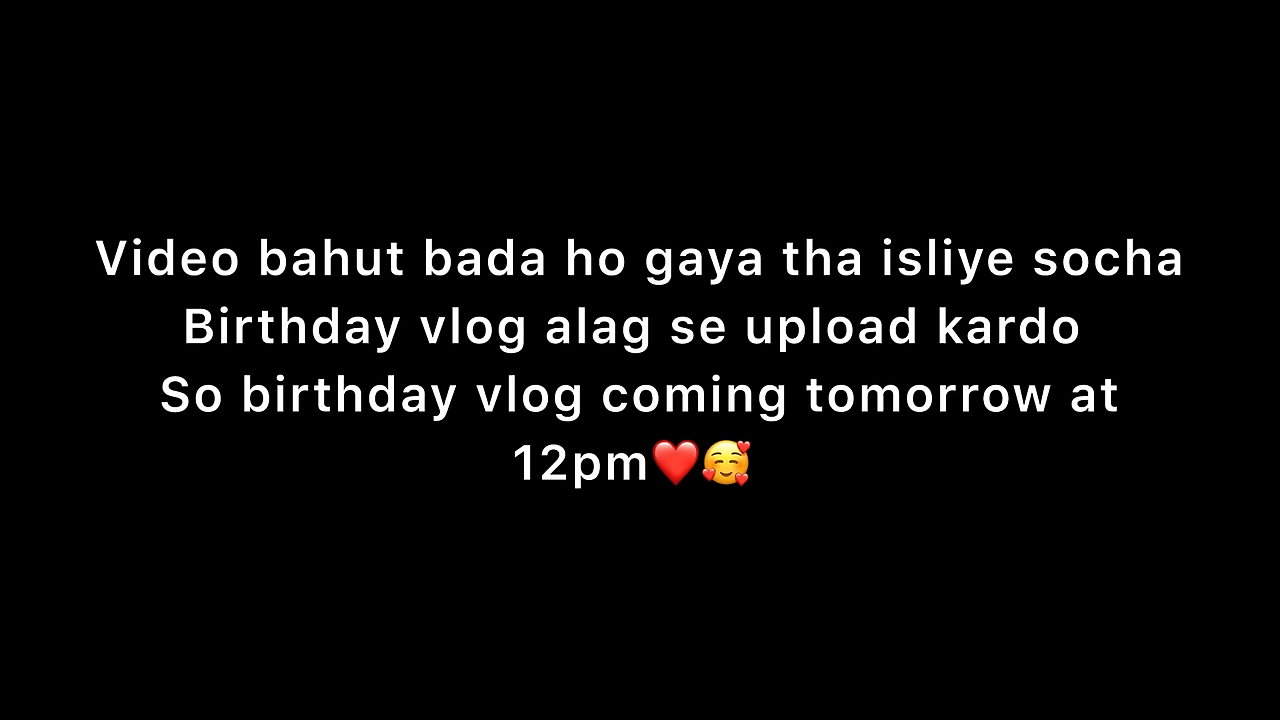 Video bahut bada ho gaya tha isliye socha
Birthday vlog alag se upload kardo
So birthday vlog coming tomorrow at
12pm❤️🥰